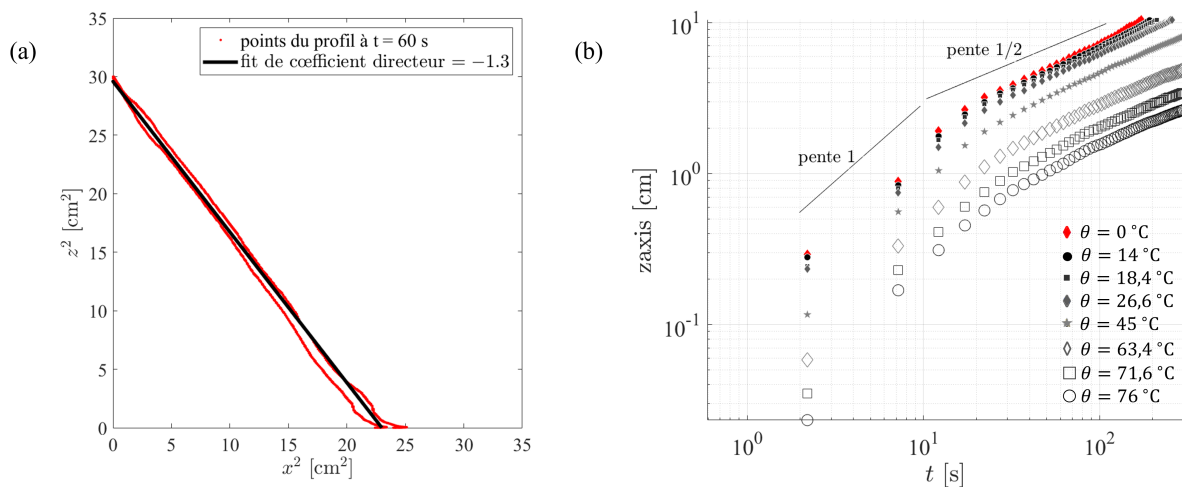 (a)
35
30
25
20
15
10
5
0
z² [cm²]
0
5
10
15
20
25
30
35
x² [cm²]
points du profil à t = 60 s
fit de cœfficient directeur = −1.3
(b)
10¹
10⁰
10⁻¹
zaxis [cm]
10⁰
10¹
10²
t [s]
pente 1/2
pente 1
θ = 0 °C
θ = 14 °C
θ = 18,4 °C
θ = 26,6 °C
θ = 45 °C
θ = 63,4 °C
θ = 71,6 °C
θ = 76 °C